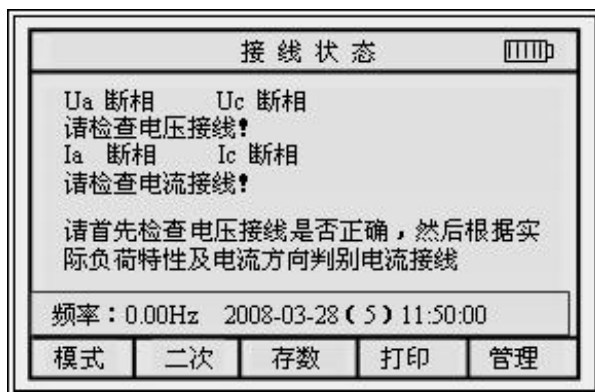 接线状态
Ua 断相 Uc 断相
请检查电压接线!
Ia 断相 Ic 断相
请检查电流接线!
请首先检查电压接线是否正确，然后根据实
际负荷特性及电流方向判别电流接线
频率：0.00Hz 2008-03-28(5)11:50:00
模式 二次 存数 打印 管理